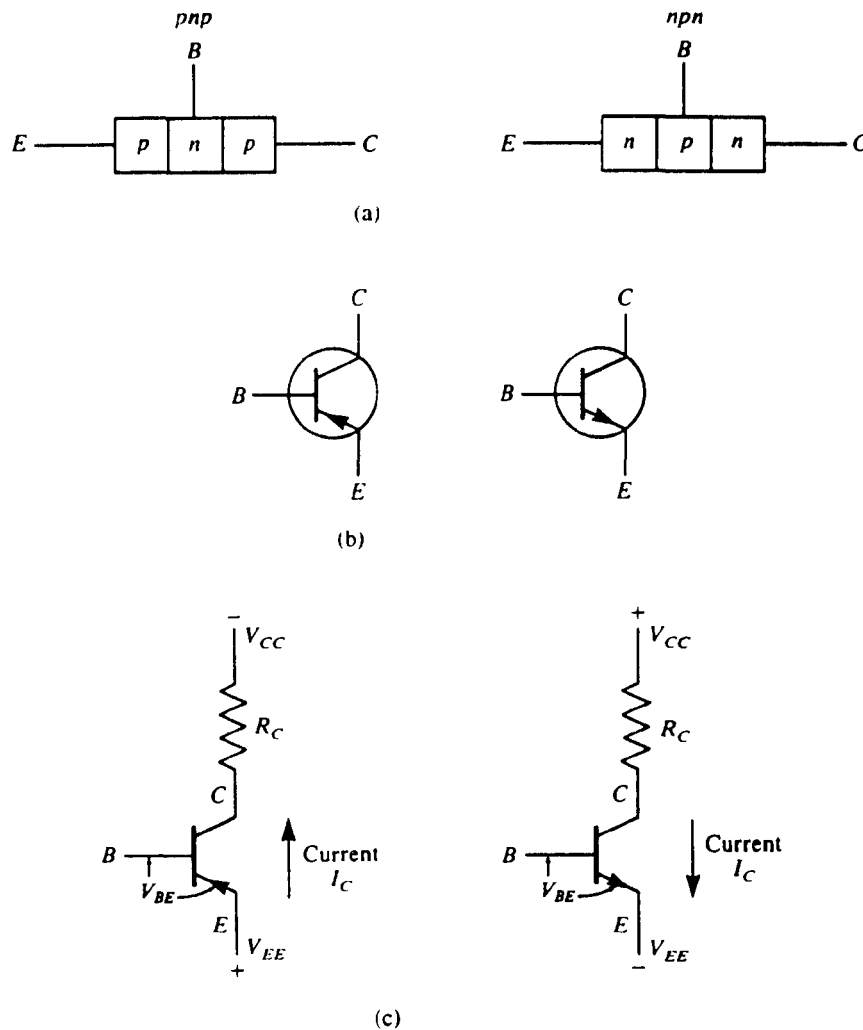 pnp npn
B B
E p n p C E n p n C
(a)
C C
B B
E E
(b)
− +
V_CC V_CC
R_C R_C
C C
B Current B Current
V_BE I_C V_BE I_C
E E
V_EE V_EE
+ −
(c)